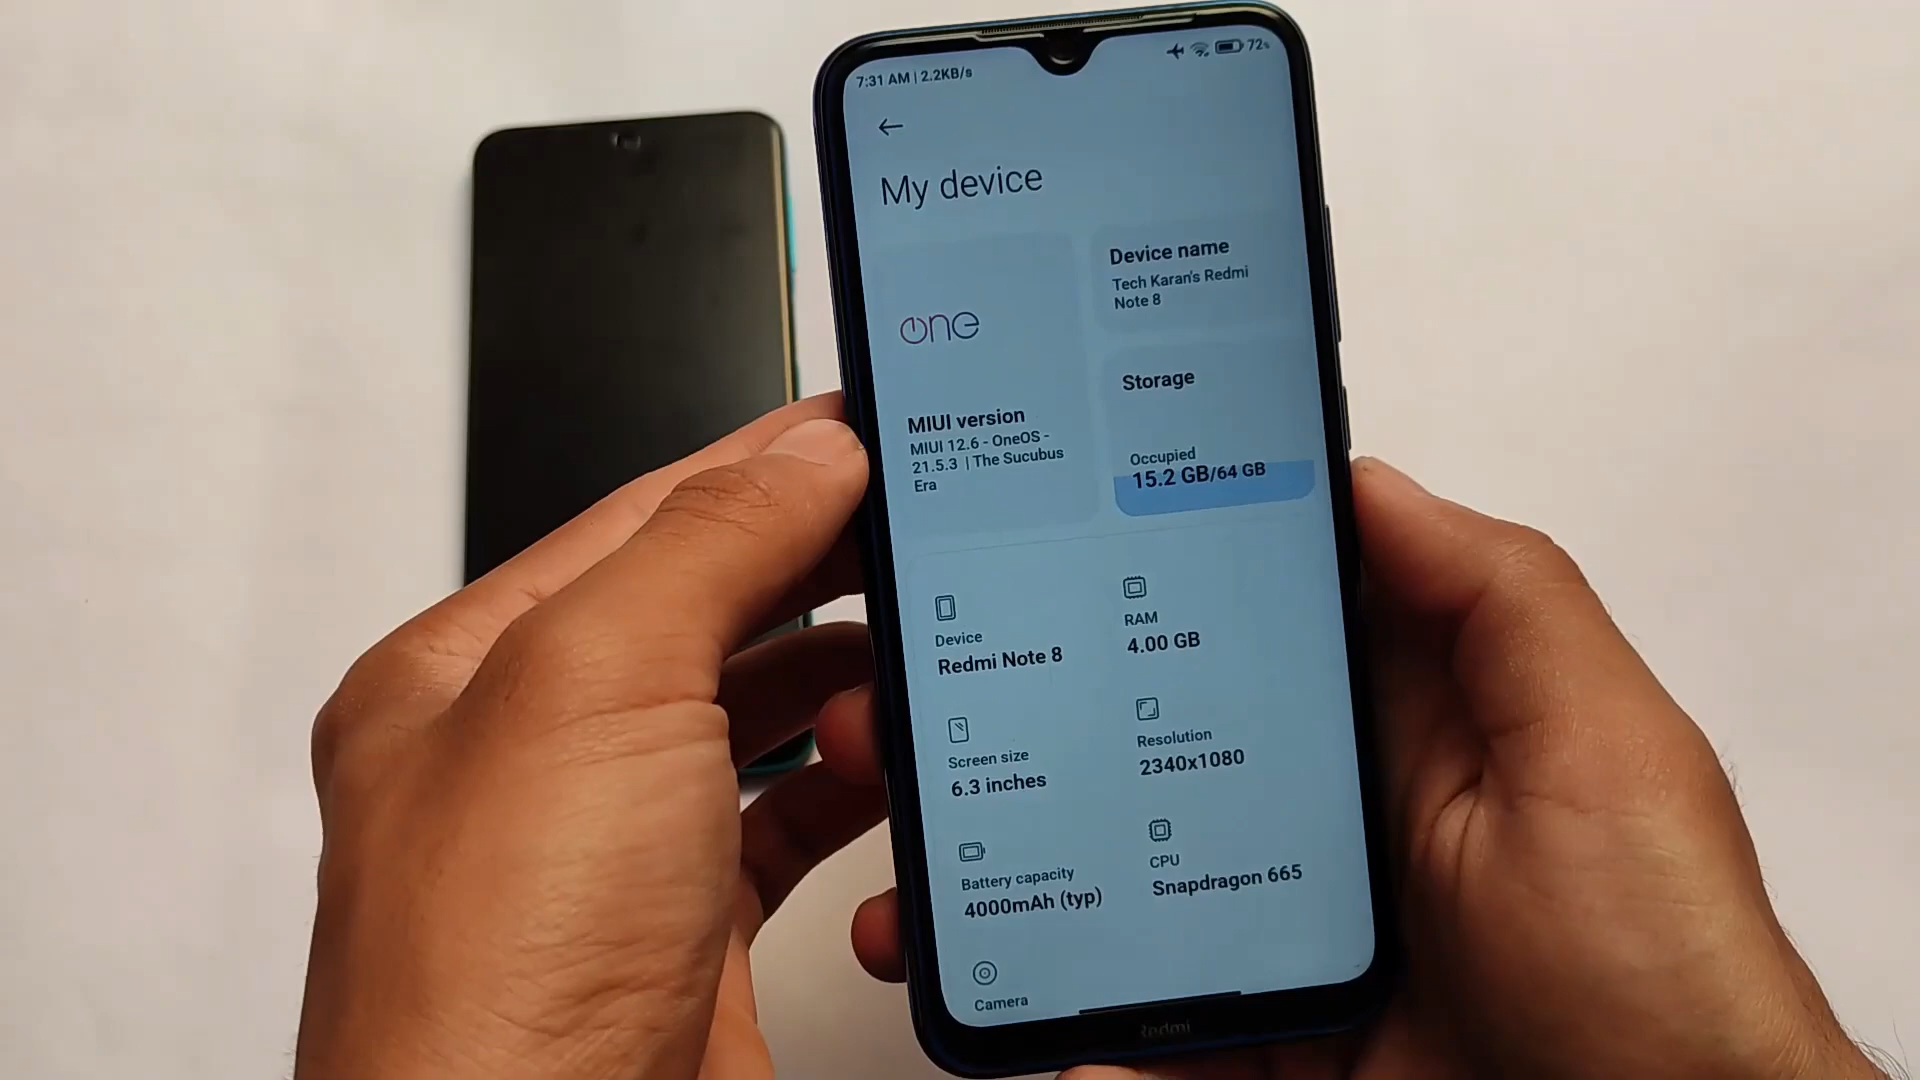 7:31 AM | 2.2KB/s
72%
My device
one
MIUI version
MIUI 12.6 - OneOS -
21.5.3 | The Sucubus
Era
Device name
Tech Karan's Redmi
Note 8
Storage
Occupied
15.2 GB/64 GB
Device
Redmi Note 8
RAM
4.00 GB
Screen size
6.3 inches
Resolution
2340x1080
Battery capacity
4000mAh (typ)
CPU
Snapdragon 665
Camera
Redmi